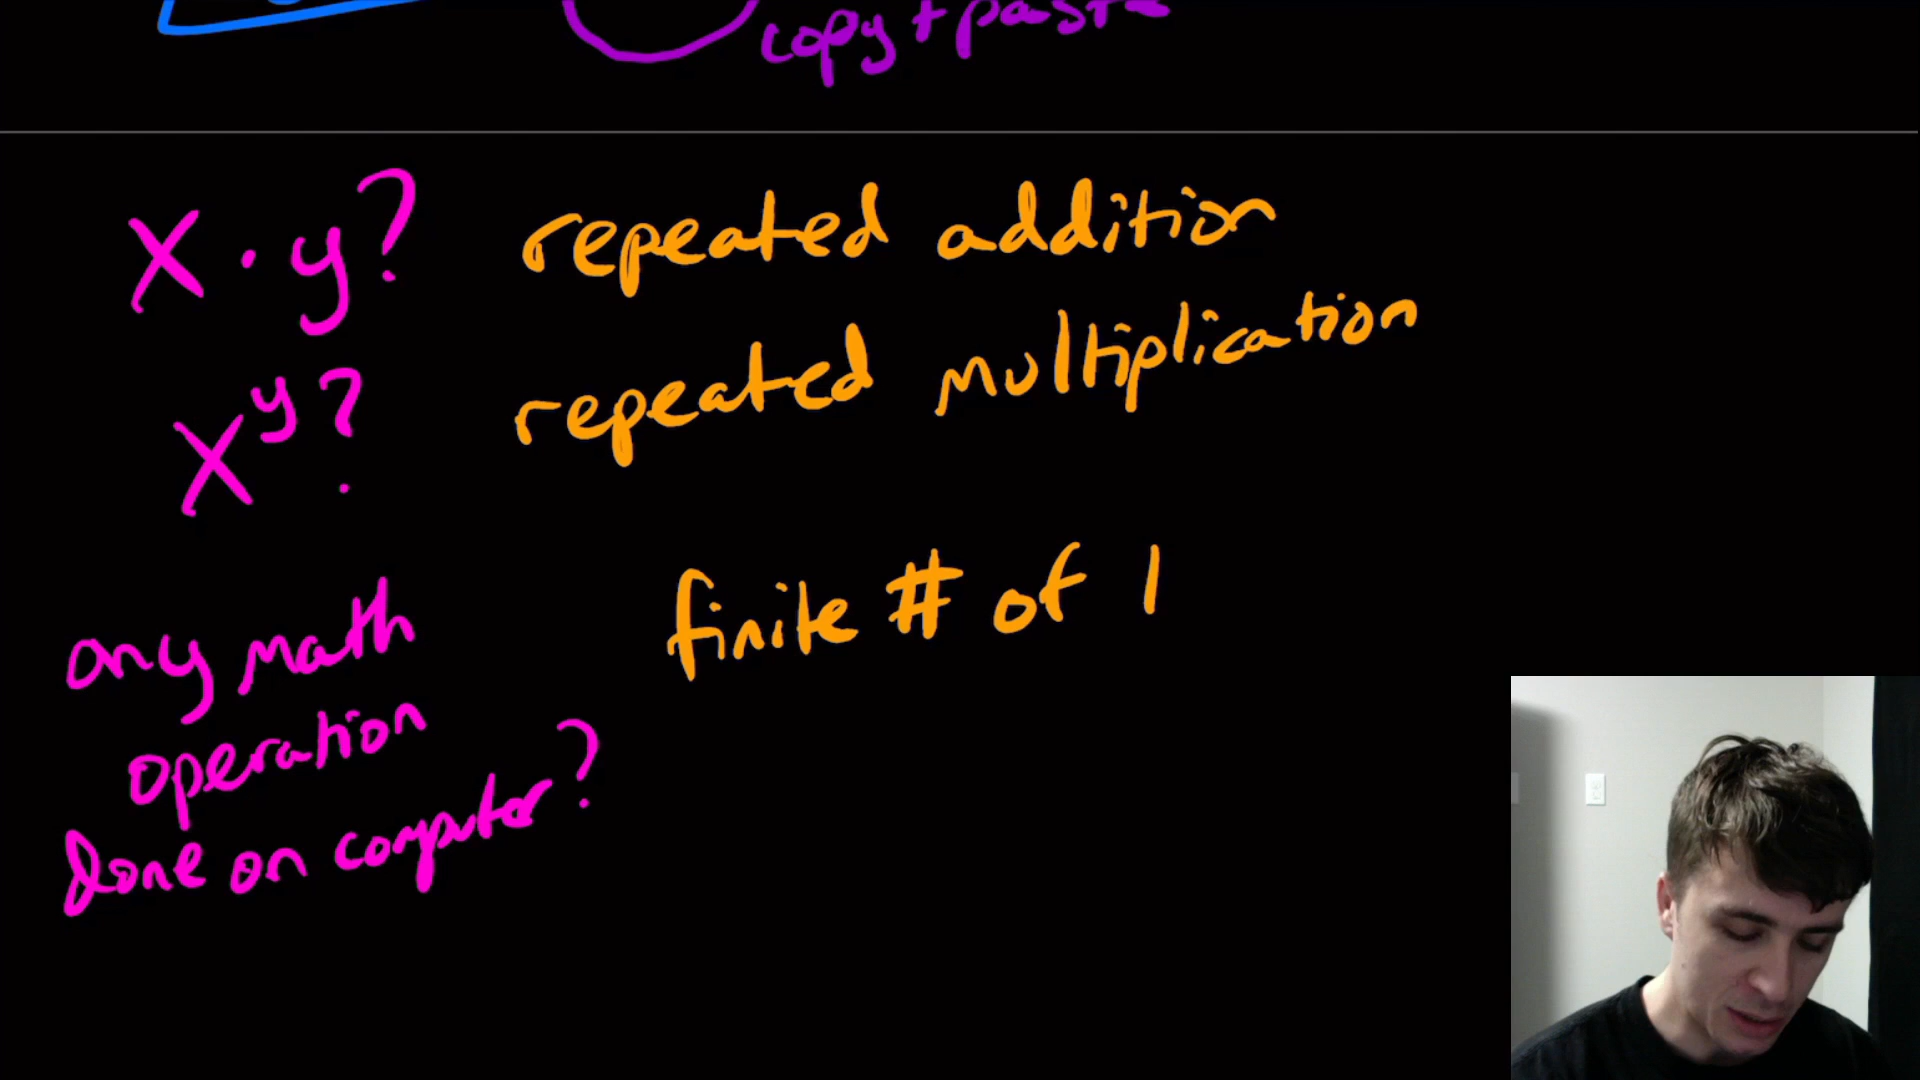 copy + paste
x · y? repeated addition
x^y? repeated multiplication
any math finite # of 1
operation
done on computer?